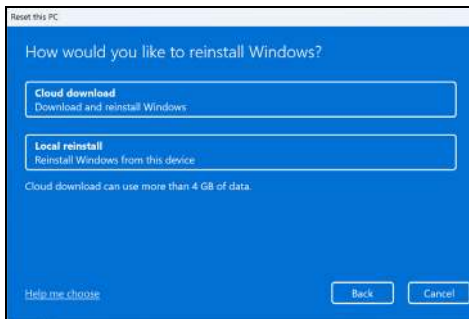 Reset this PC
How would you like to reinstall Windows?
Cloud download
Download and reinstall Windows
Local reinstall
Reinstall Windows from this device
Cloud download can use more than 4 GB of data.
Help me choose
Back
Cancel